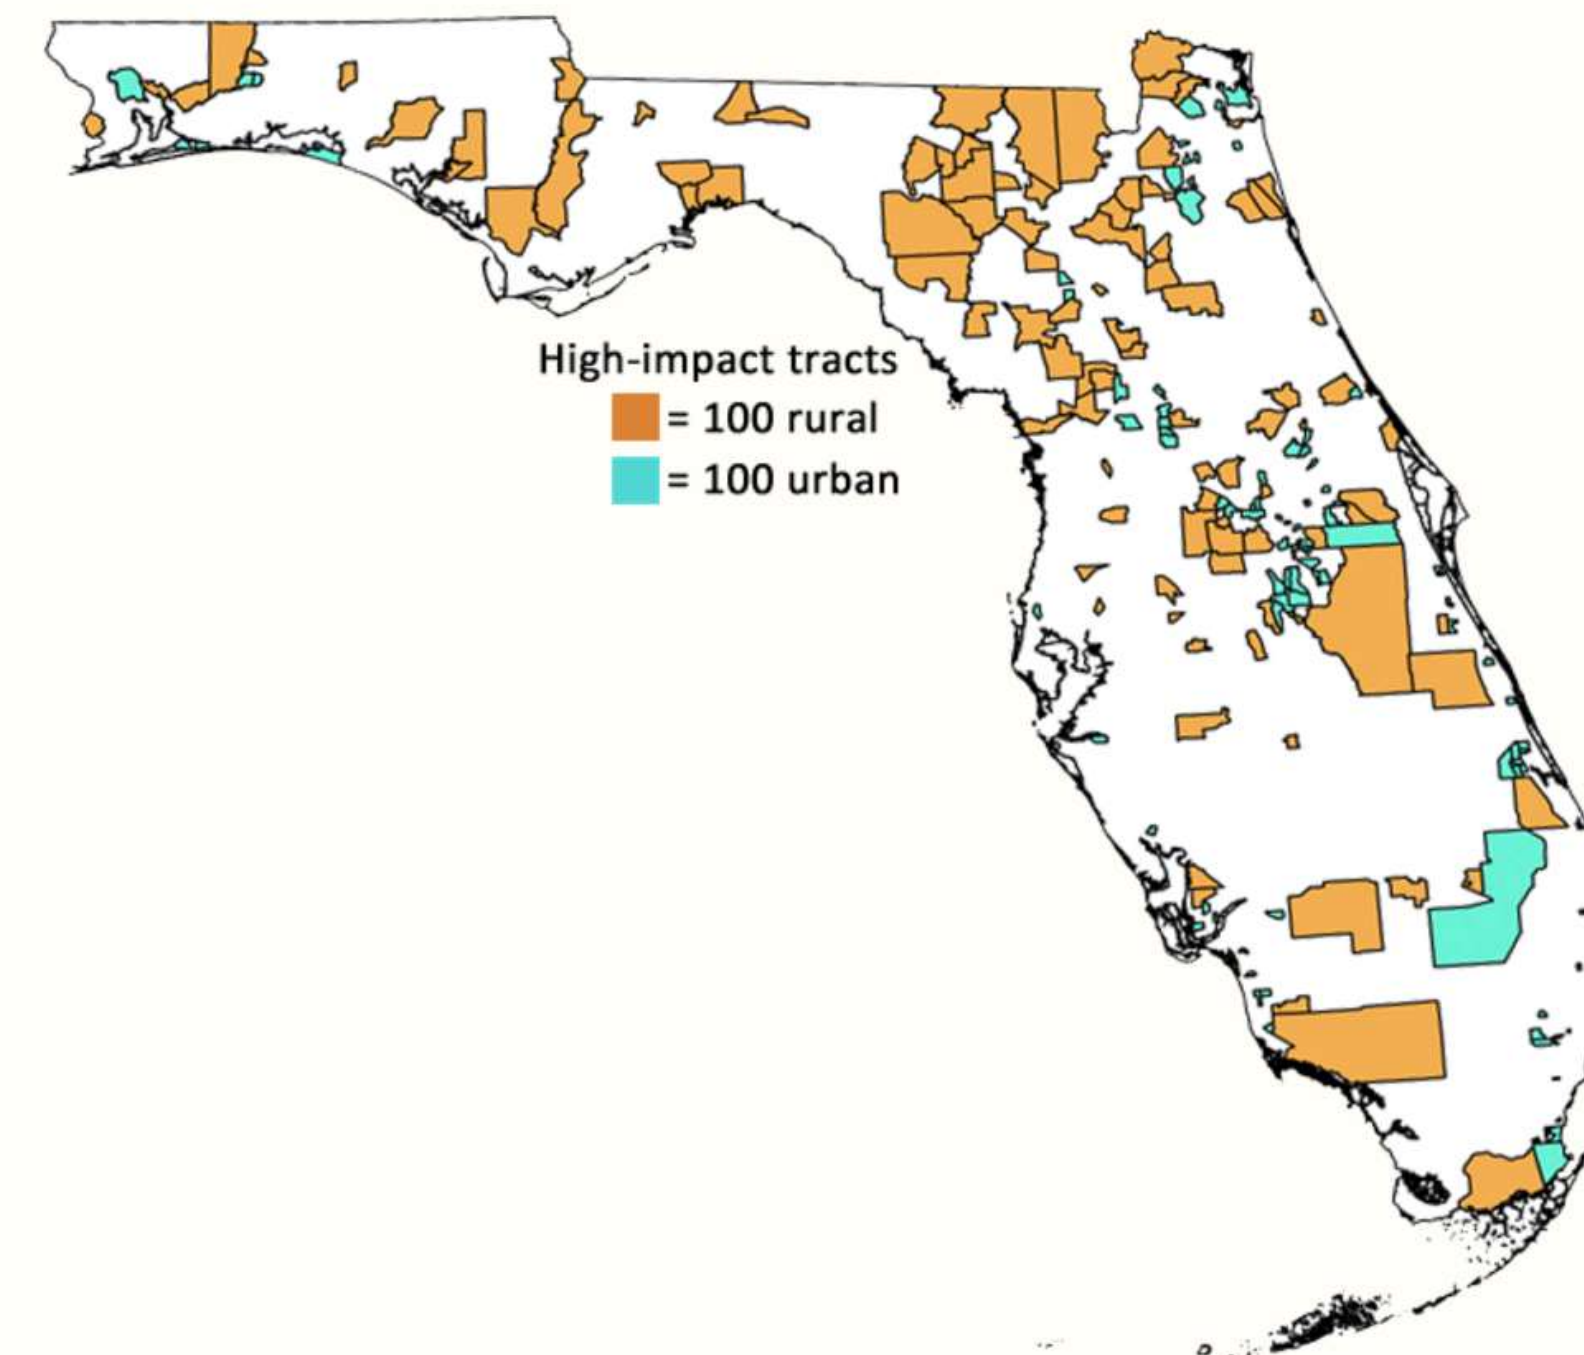 High-impact tracts
= 100 rural
= 100 urban